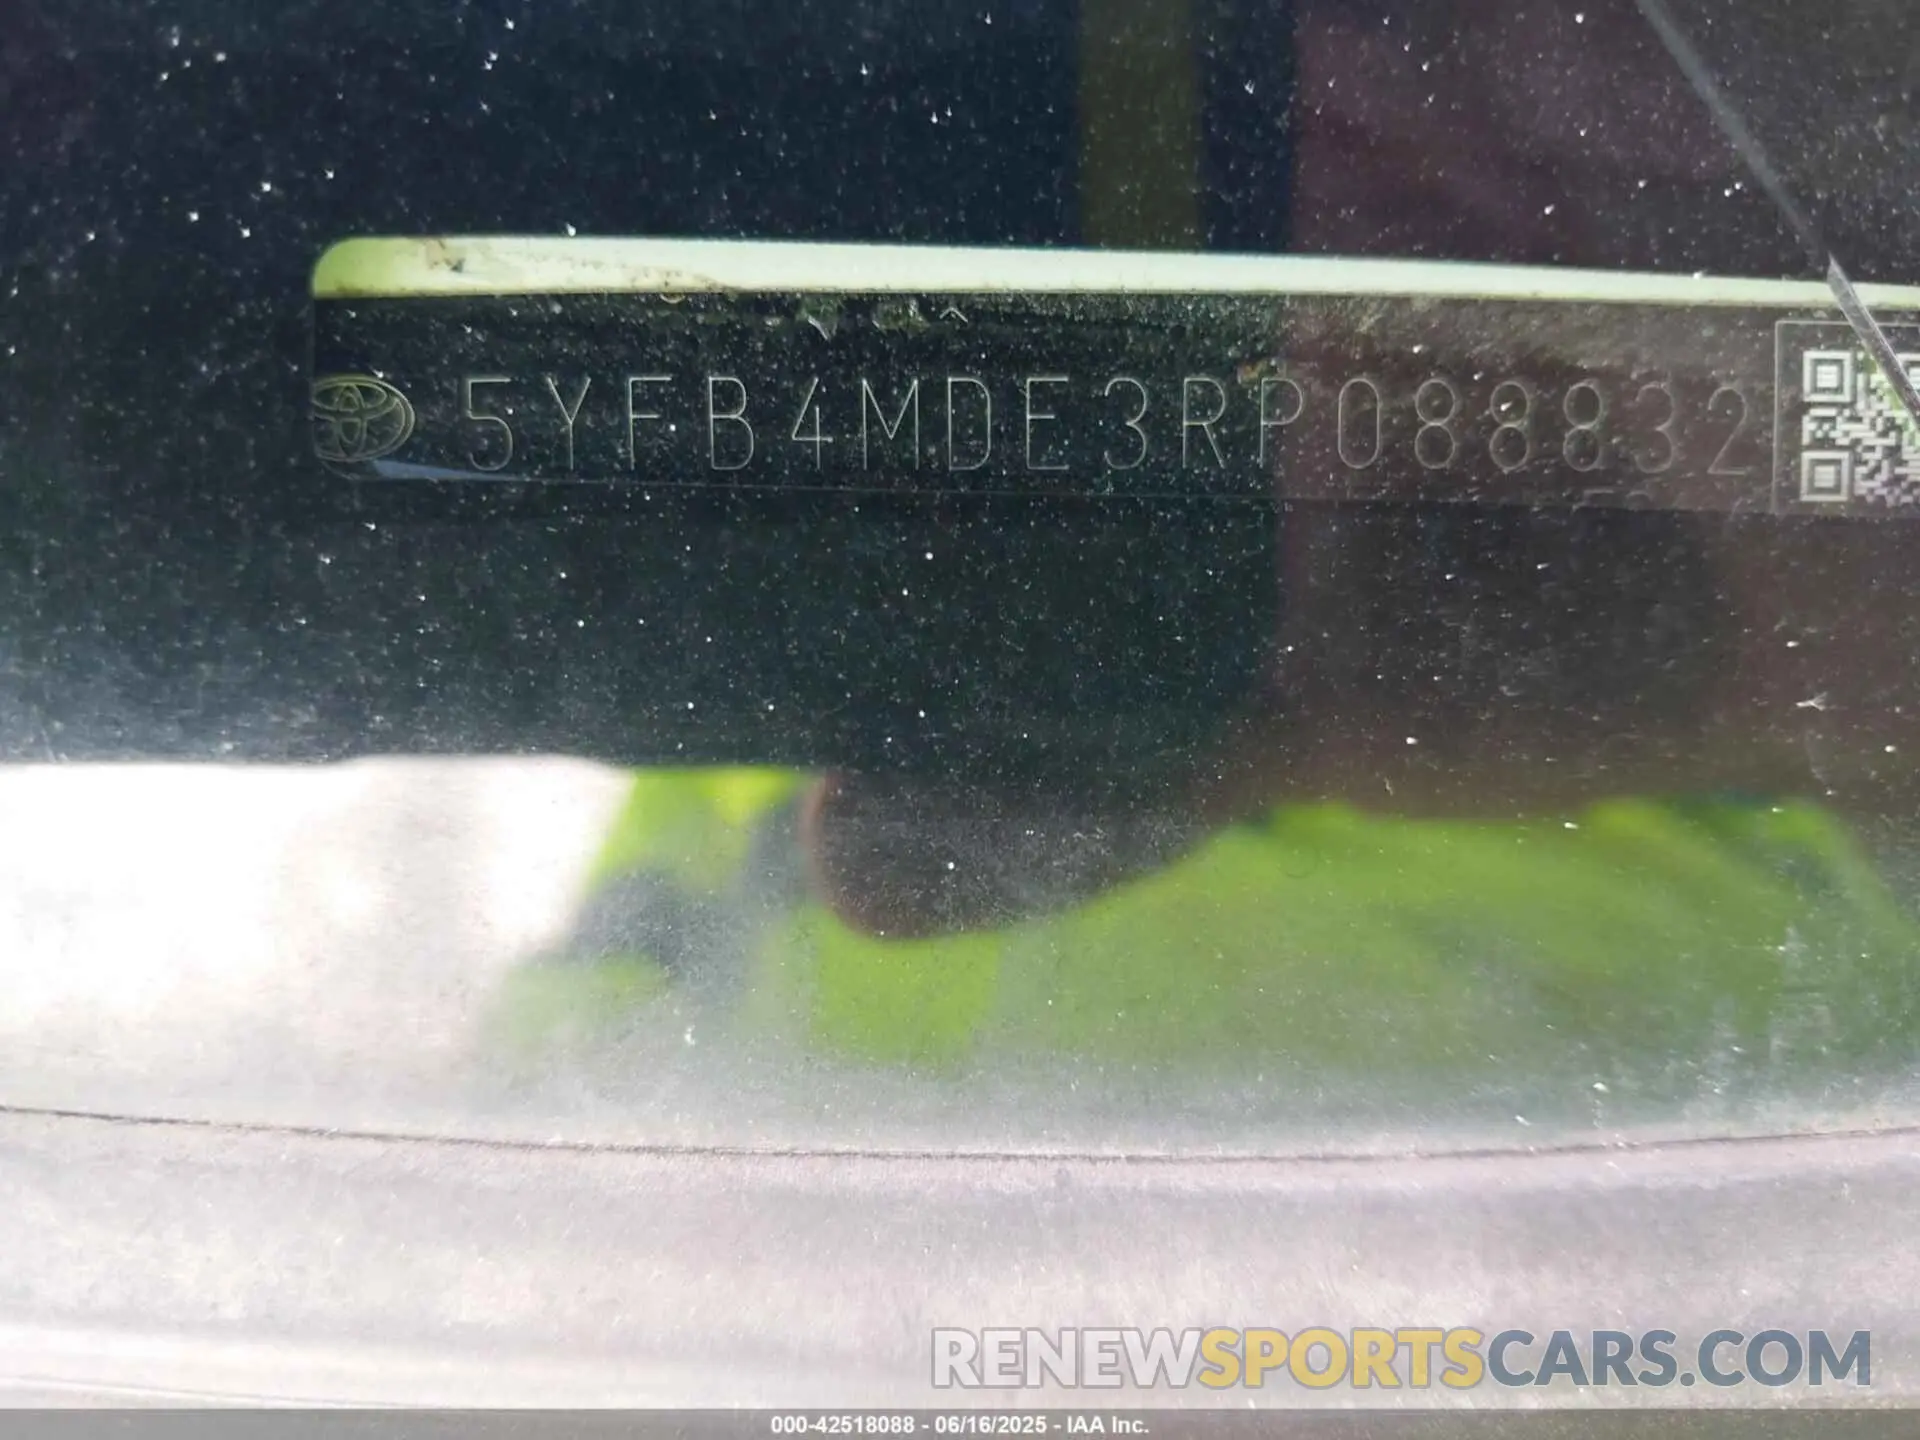 5YFB4MDE3RP088832
RENEWSPORTSCARS.COM
000-42518088 - 06/16/2025 - IAA Inc.